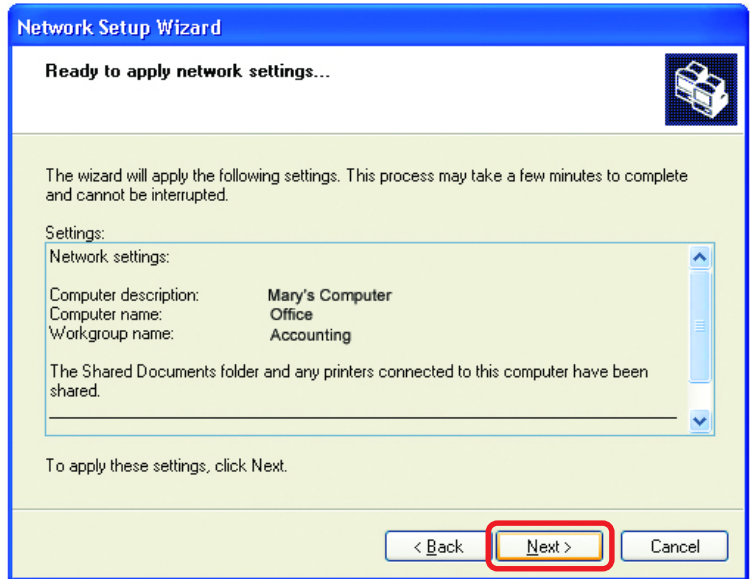 Network Setup Wizard
Ready to apply network settings...
The wizard will apply the following settings. This process may take a few minutes to complete
and cannot be interrupted.
Settings:
Network settings:
Computer description: Mary's Computer
Computer name: Office
Workgroup name: Accounting
The Shared Documents folder and any printers connected to this computer have been
shared.
To apply these settings, click Next.
< Back Next > Cancel